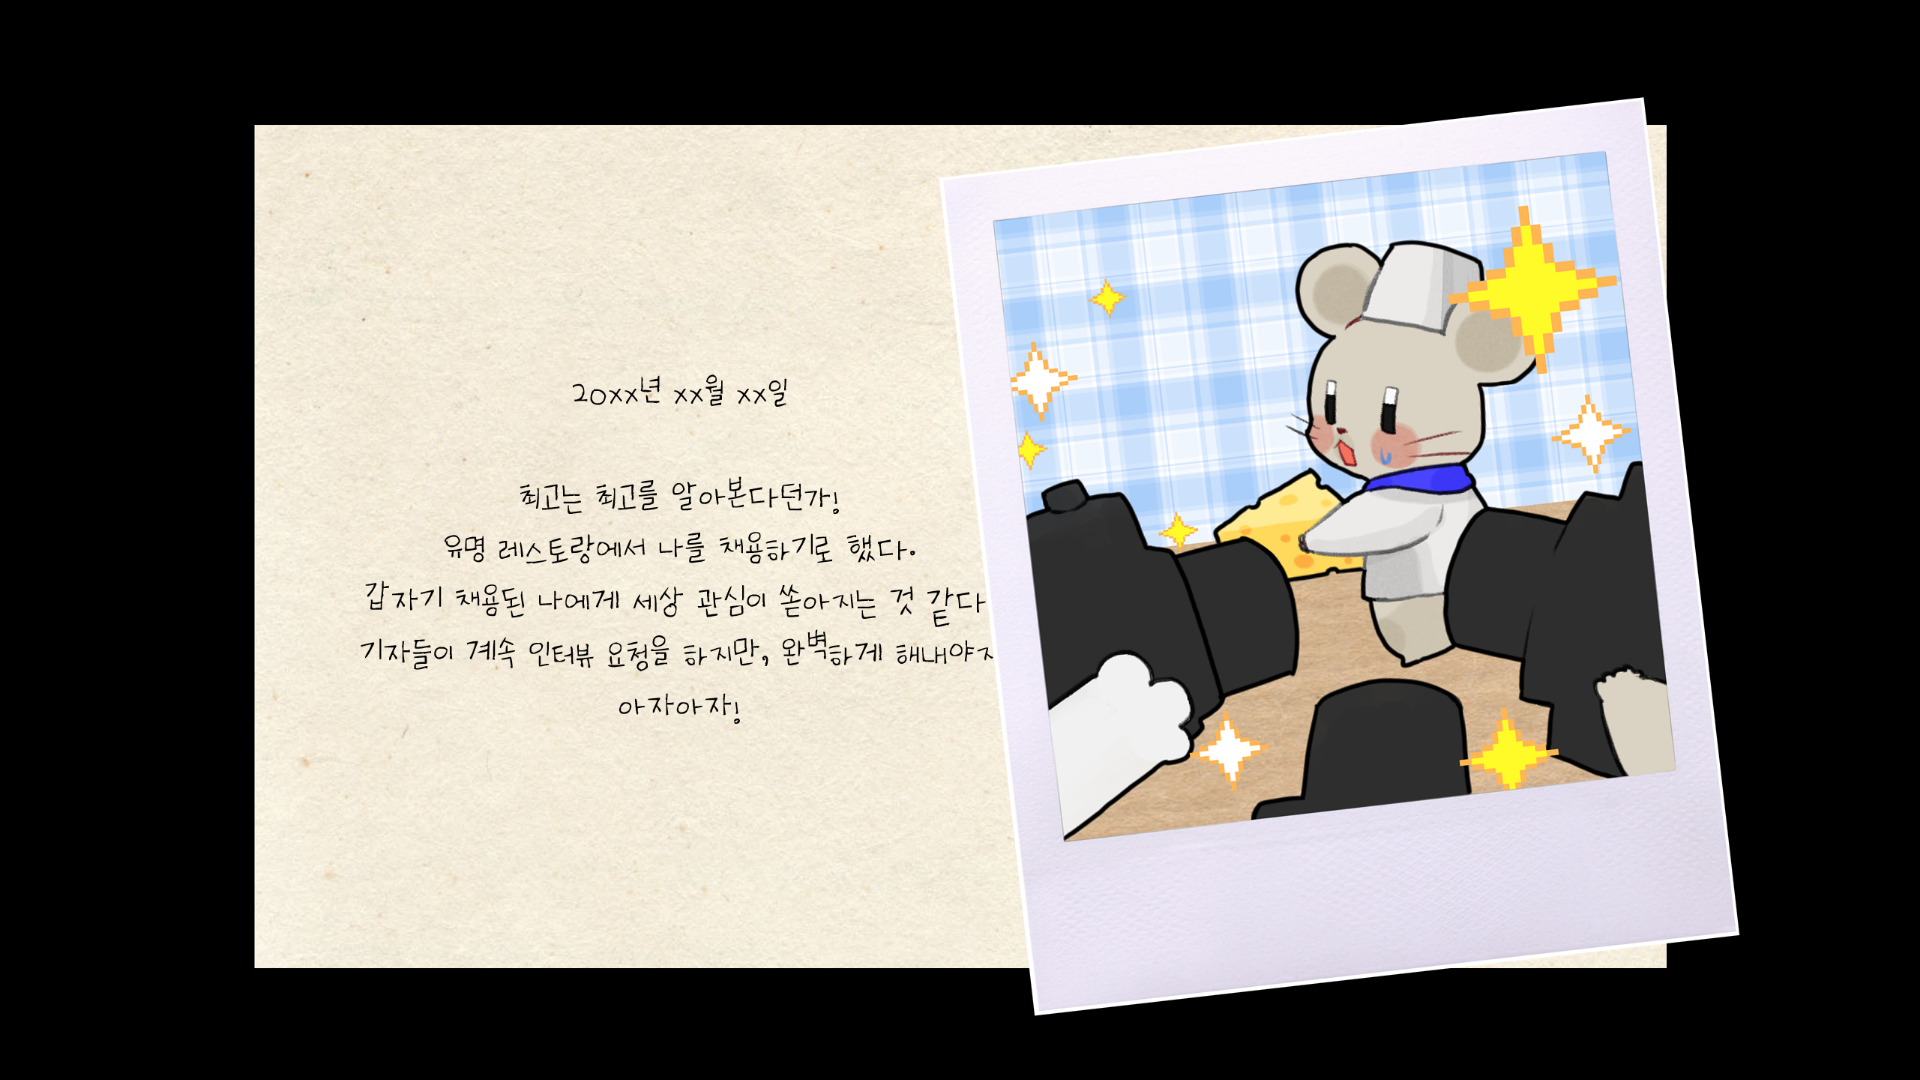 20xx년 xx월 xx일
최고는 최고를 알아본다던가!
유명 레스토랑에서 나를 채용하기로 했다.
갑자기 채용된 나에게 세상 관심이 쏟아지는 것 같다
기자들이 계속 인터뷰 요청을 하지만, 완벽하게 해내야지
아자아자!